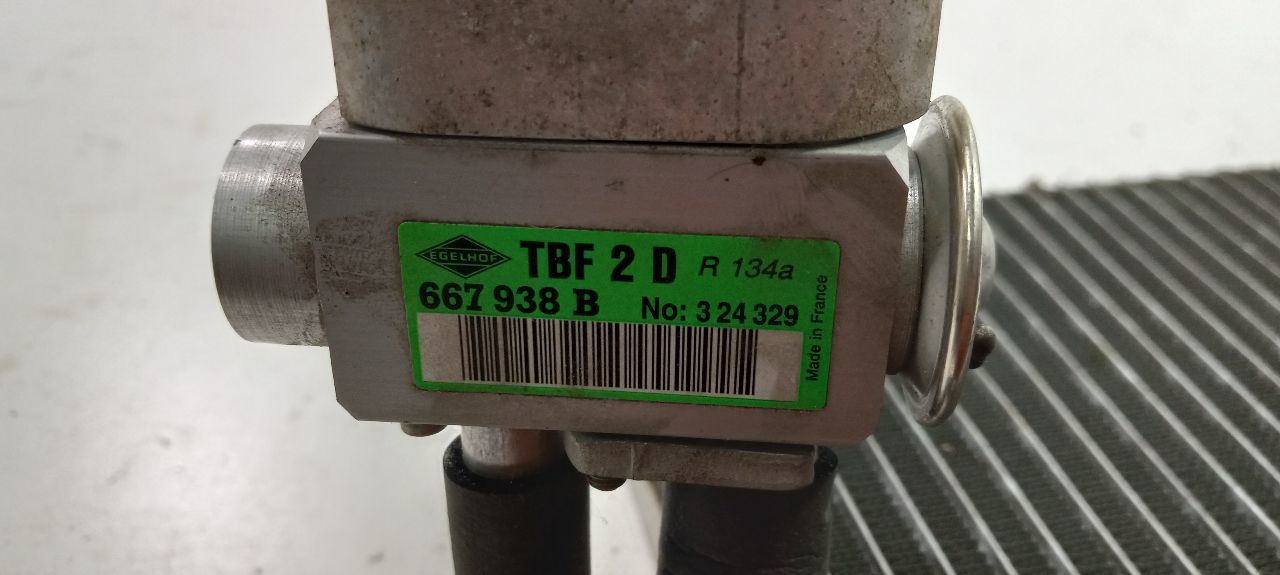 EGELHOF
TBF 2 D R 134a
667 938 B No: 3 24 329
Made in France